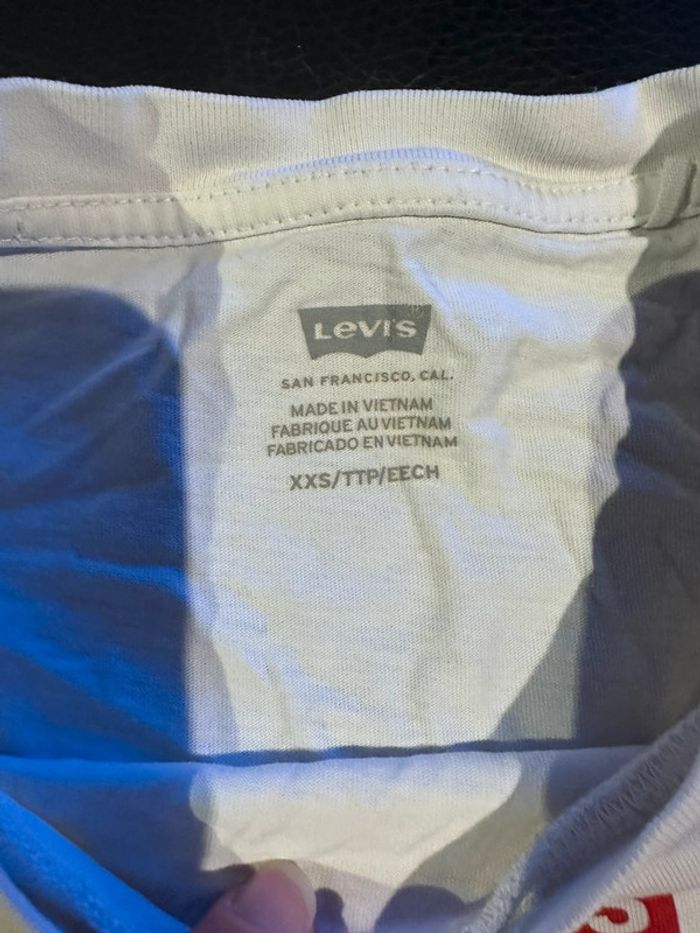 Levi's®
SAN FRANCISCO, CAL.
MADE IN VIETNAM
FABRIQUE AU VIETNAM
FABRICADO EN VIETNAM
XXS/TTP/EECH